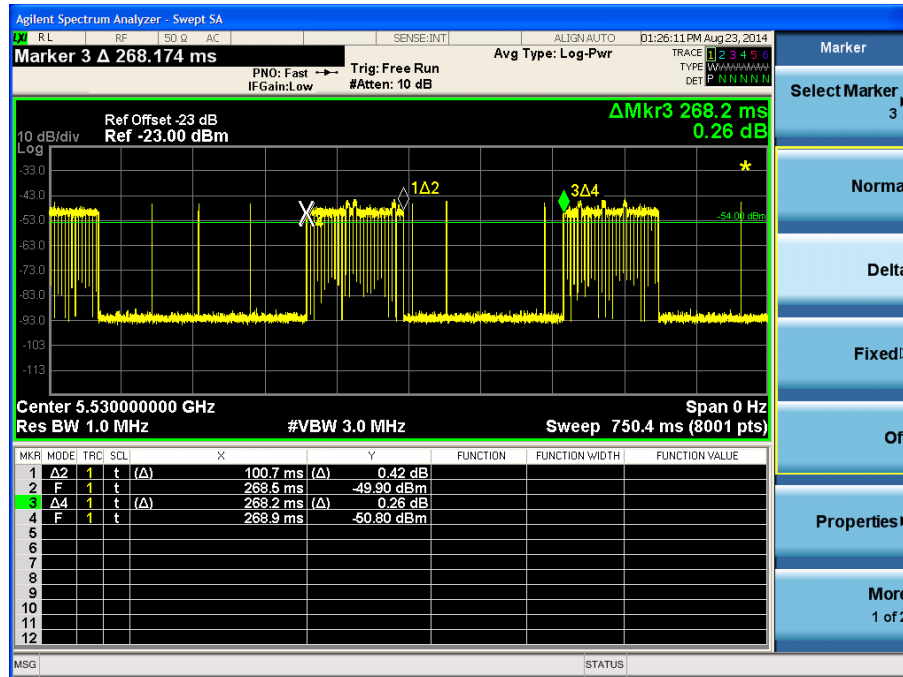 Agilent Spectrum Analyzer - Swept SA
LXI RL RF 50 Ω AC SENSE:INT ALIGN AUTO 01:26:11 PM Aug 23, 2014
Marker 3 Δ 268.174 ms
PNO: Fast
IFGain:Low
Trig: Free Run
#Atten: 10 dB
Avg Type: Log-Pwr
TRACE 1 2 3 4 5 6
TYPE WWWWWW
DET P N N N N N
ΔMkr3 268.2 ms
0.26 dB
Ref Offset -23 dB
10 dB/div Ref -23.00 dBm
Log
-33.0
-43.0
-53.0
-63.0
-73.0
-83.0
-93.0
-103
-113
*
X
1Δ2
3Δ4
-54.00 dBm
Center 5.530000000 GHz Span 0 Hz
Res BW 1.0 MHz #VBW 3.0 MHz Sweep 750.4 ms (8001 pts)
MKR MODE TRC SCL X Y FUNCTION FUNCTION WIDTH FUNCTION VALUE
1 Δ2 1 t (Δ) 100.7 ms (Δ) 0.42 dB
2 F 1 t 268.5 ms -49.90 dBm
3 Δ4 1 t (Δ) 268.2 ms (Δ) 0.26 dB
4 F 1 t 268.9 ms -50.80 dBm
5
6
7
8
9
10
11
12
MSG STATUS
Marker
Select Marker
3
Norma
Delta
Fixed
Of
Properties
More
1 of 2